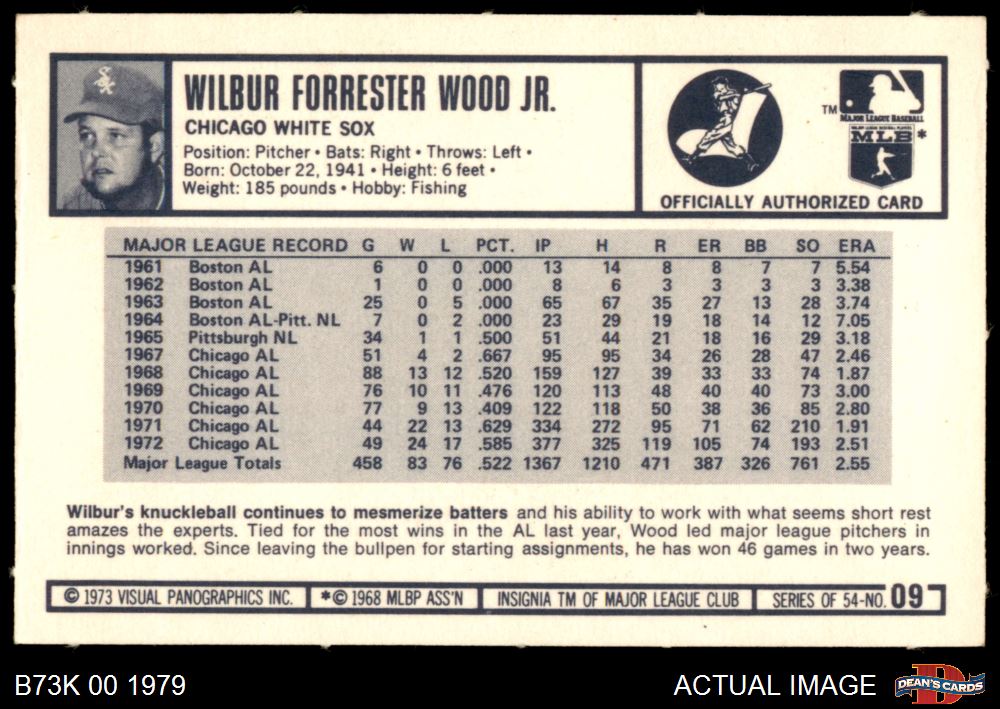 WILBUR FORRESTER WOOD JR.
CHICAGO WHITE SOX
Position: Pitcher • Bats: Right • Throws: Left •
Born: October 22, 1941 • Height: 6 feet •
Weight: 185 pounds • Hobby: Fishing
TM
MAJOR LEAGUE BASEBALL
MAJOR LEAGUE BASEBALL PLAYERS
MLB *
OFFICIALLY AUTHORIZED CARD
MAJOR LEAGUE RECORD G W L PCT. IP H R ER BB SO ERA
1961 Boston AL 6 0 0 .000 13 14 8 8 7 7 5.54
1962 Boston AL 1 0 0 .000 8 6 3 3 3 3 3.38
1963 Boston AL 25 0 5 .000 65 67 35 27 13 28 3.74
1964 Boston AL-Pitt. NL 7 0 2 .000 23 29 19 18 14 12 7.05
1965 Pittsburgh NL 34 1 1 .500 51 44 21 18 16 29 3.18
1967 Chicago AL 51 4 2 .667 95 95 34 26 28 47 2.46
1968 Chicago AL 88 13 12 .520 159 127 39 33 33 74 1.87
1969 Chicago AL 76 10 11 .476 120 113 48 40 40 73 3.00
1970 Chicago AL 77 9 13 .409 122 118 50 38 36 85 2.80
1971 Chicago AL 44 22 13 .629 334 272 95 71 62 210 1.91
1972 Chicago AL 49 24 17 .585 377 325 119 105 74 193 2.51
Major League Totals 458 83 76 .522 1367 1210 471 387 326 761 2.55
Wilbur's knuckleball continues to mesmerize batters and his ability to work with what seems short rest
amazes the experts. Tied for the most wins in the AL last year, Wood led major league pitchers in
innings worked. Since leaving the bullpen for starting assignments, he has won 46 games in two years.
© 1973 VISUAL PANOGRAPHICS INC. *© 1968 MLBP ASS'N INSIGNIA TM OF MAJOR LEAGUE CLUB SERIES OF 54-NO. 09
B73K 00 1979
ACTUAL IMAGE
DEAN'S CARDS